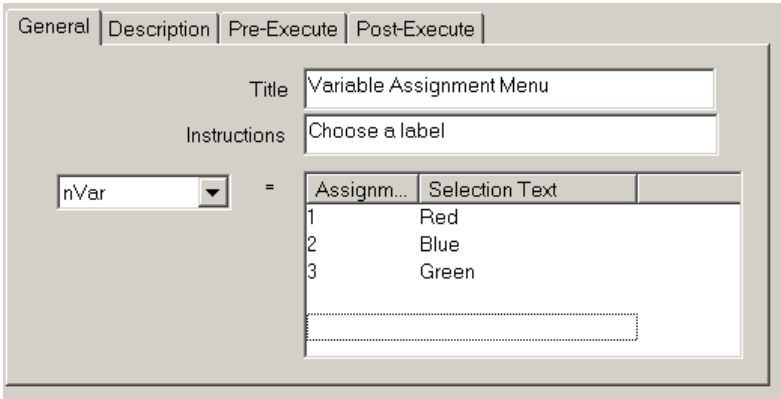 General Description Pre-Execute Post-Execute
Title Variable Assignment Menu
Instructions Choose a label
nVar = Assignm... Selection Text
1 Red
2 Blue
3 Green